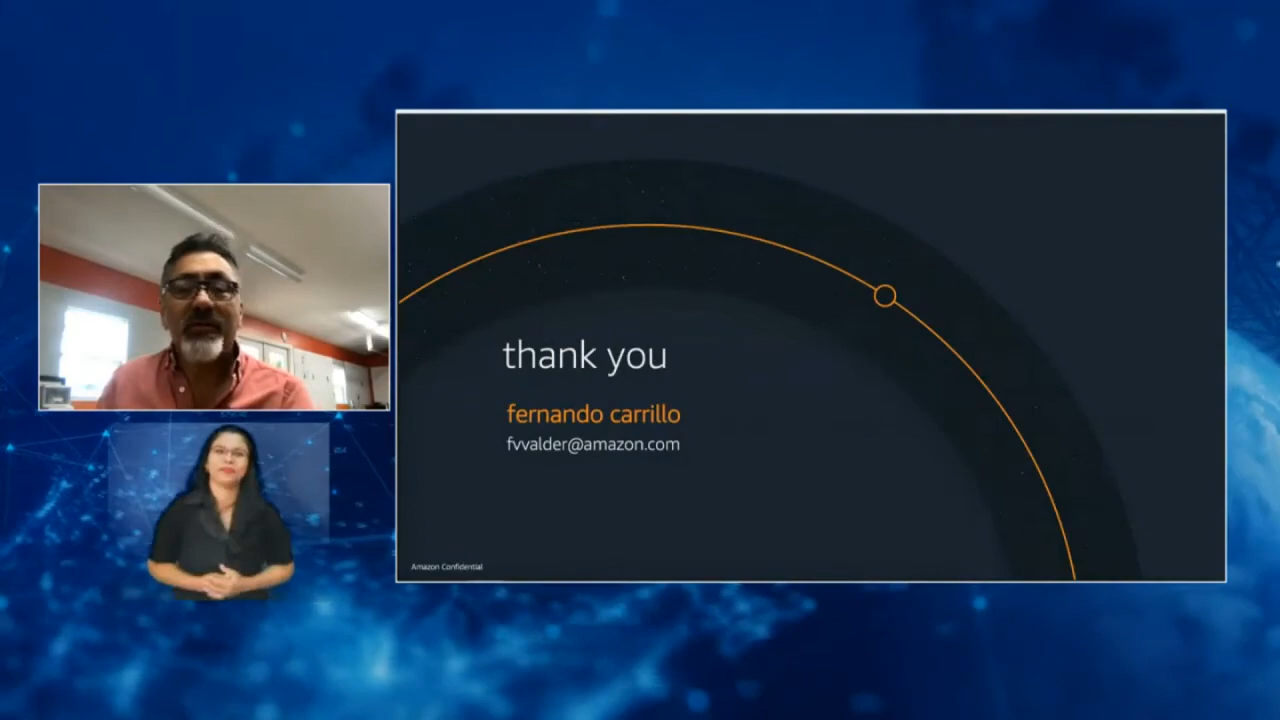 thank you
fernando carrillo
fvvalder@amazon.com
Amazon Confidential